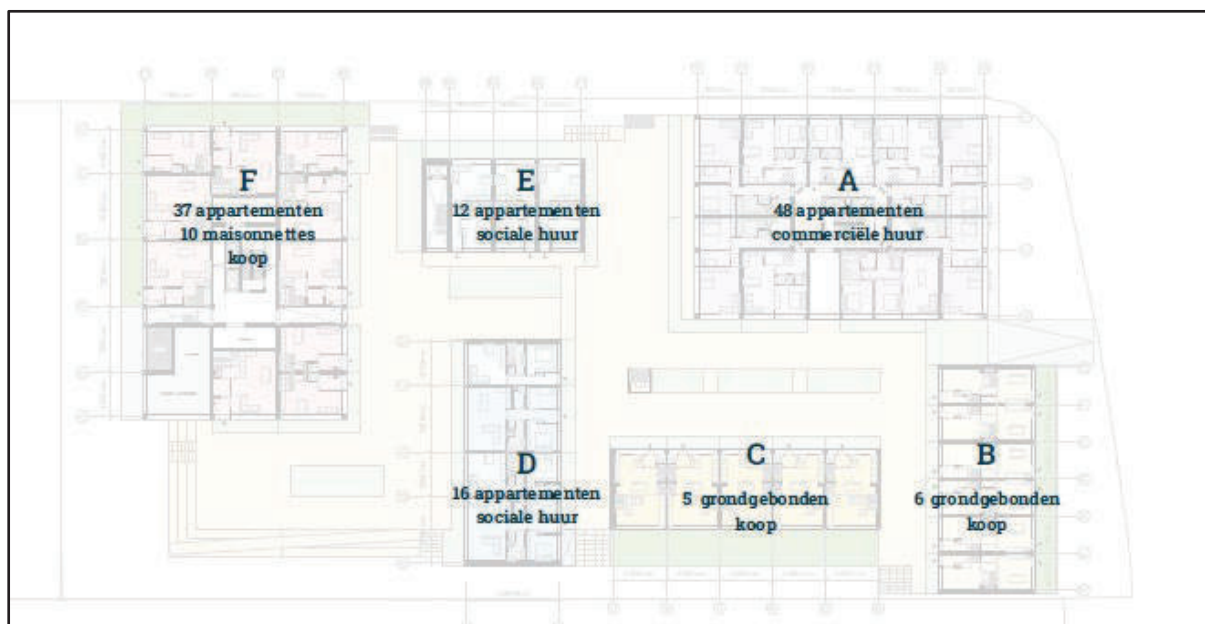 F
37 appartementen
10 maisonnettes
koop
E
12 appartementen
sociale huur
A
48 appartementen
commerciële huur
D
16 appartementen
sociale huur
C
5 grondgebonden
koop
B
6 grondgebonden
koop